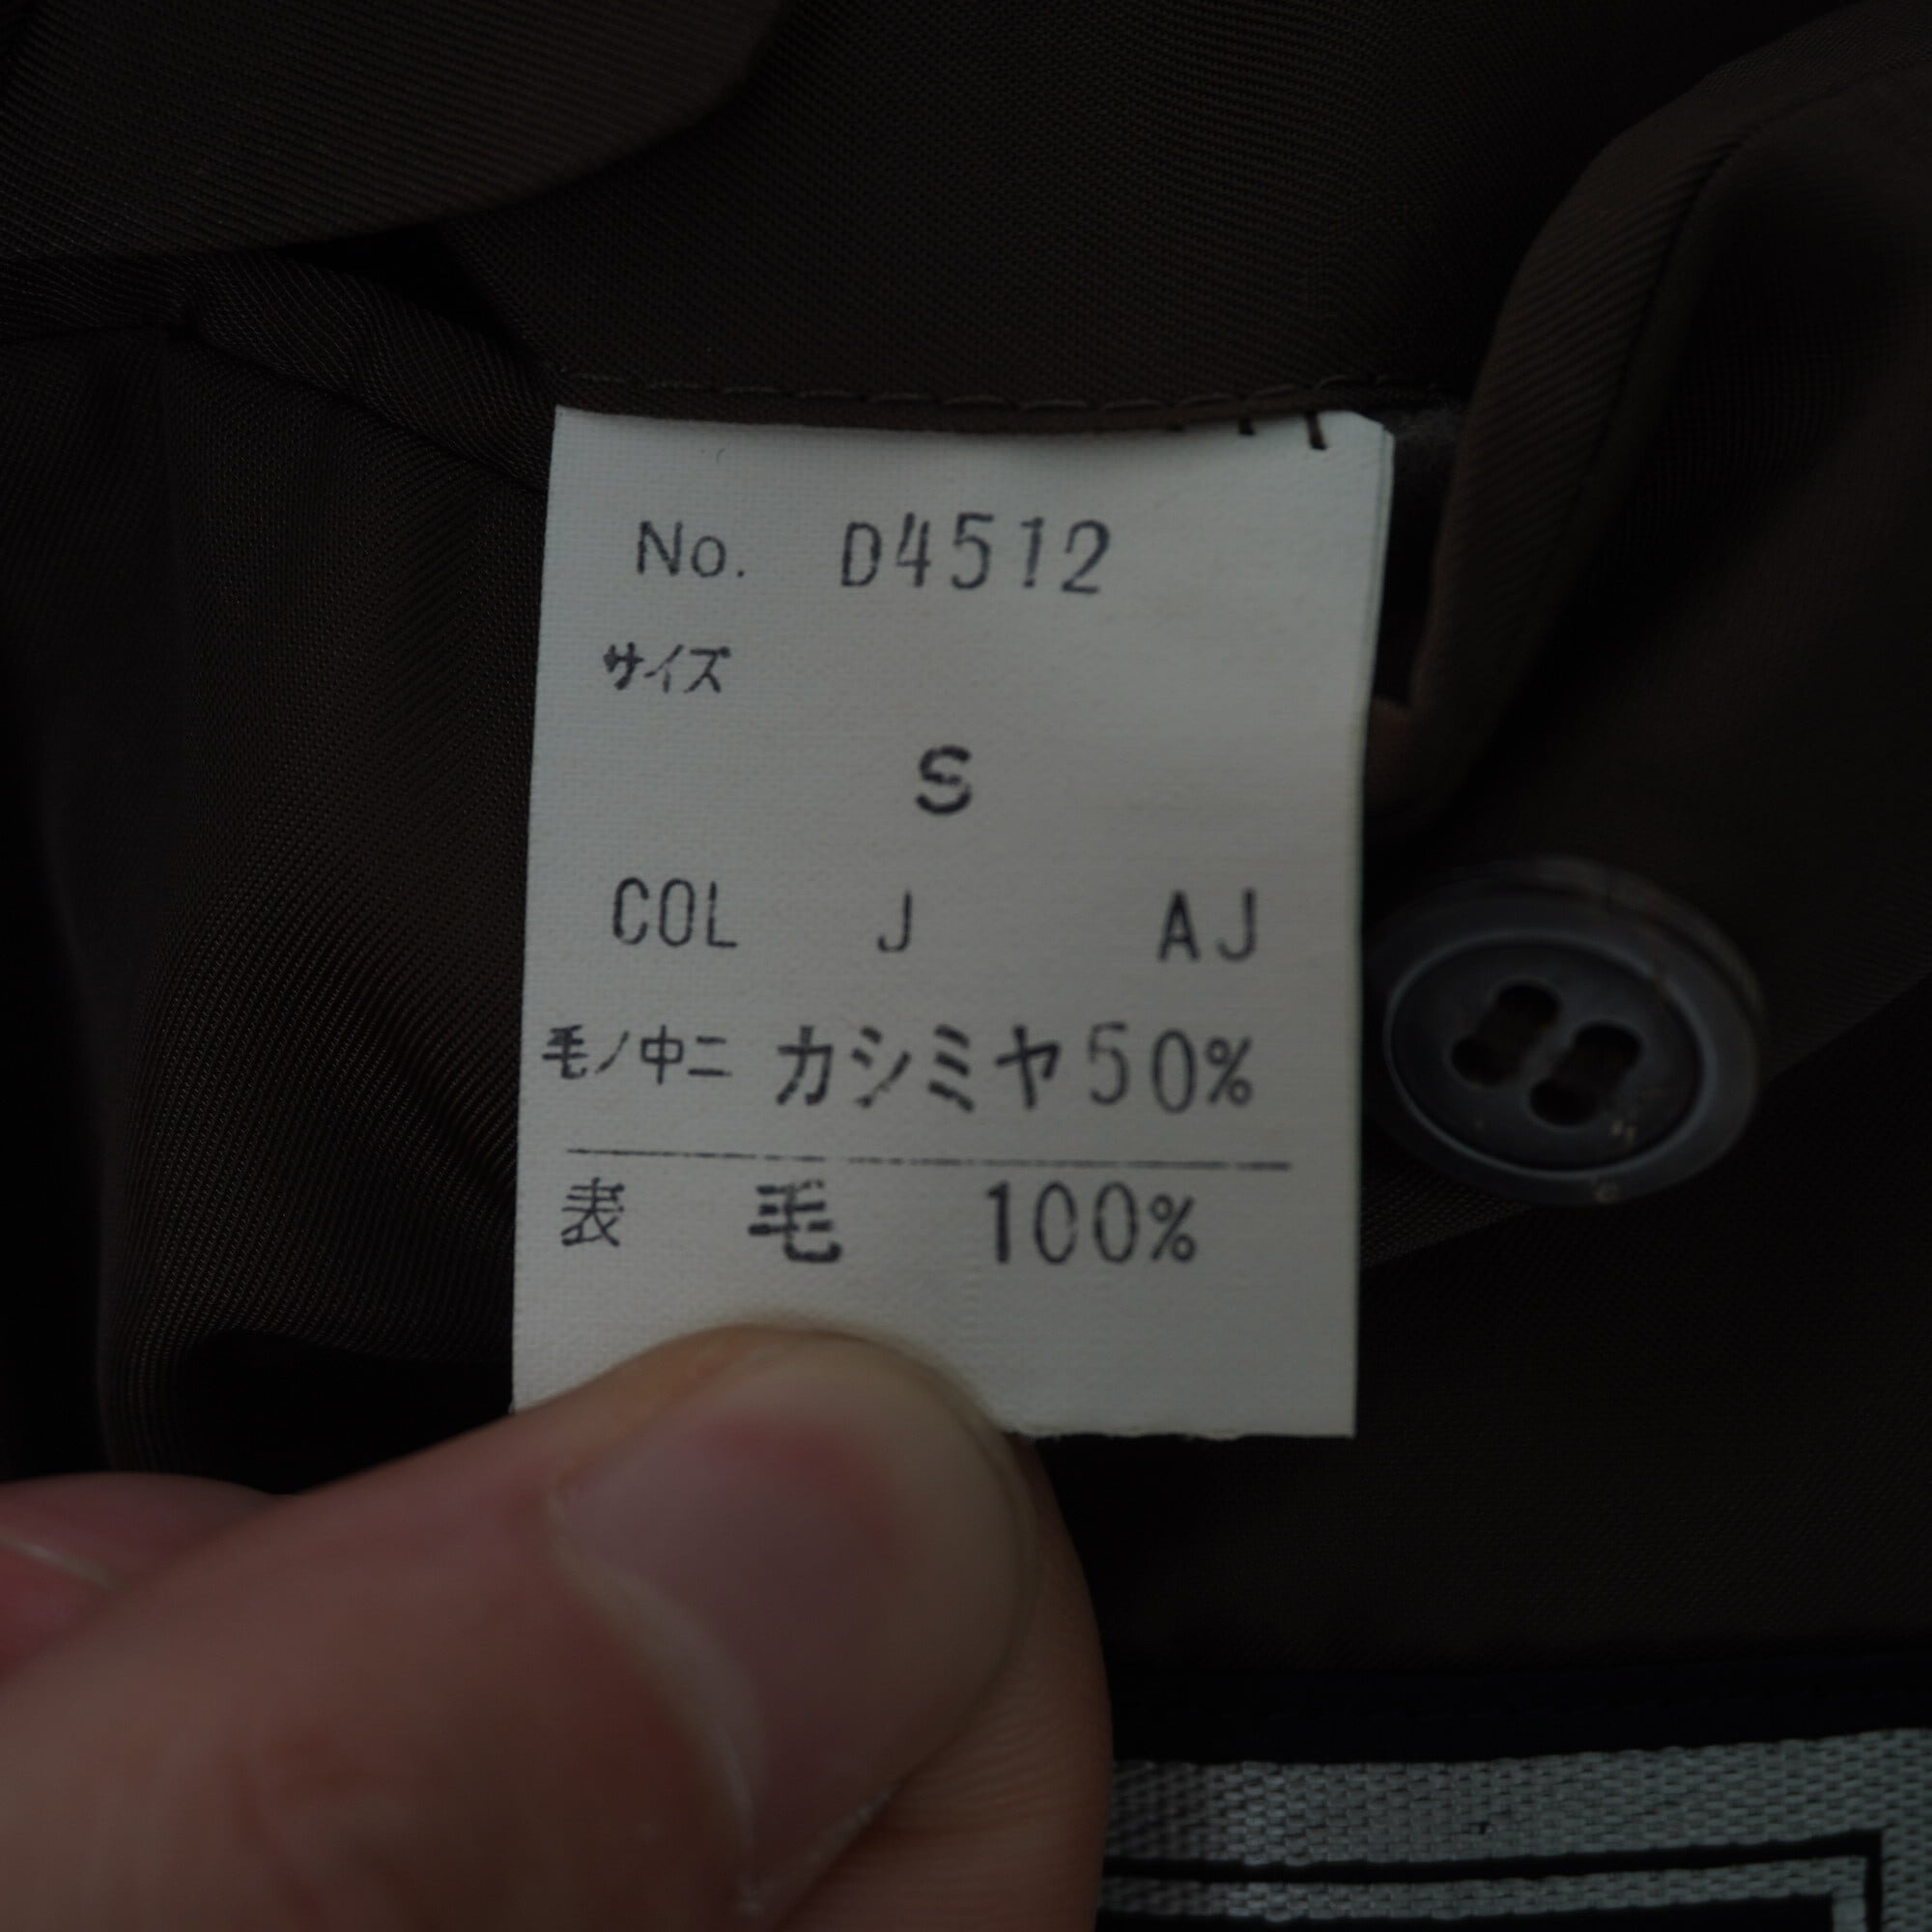 No. D4512
サイズ
S
COL J AJ
毛ノ中ニ カシミヤ50%
表 毛 100%